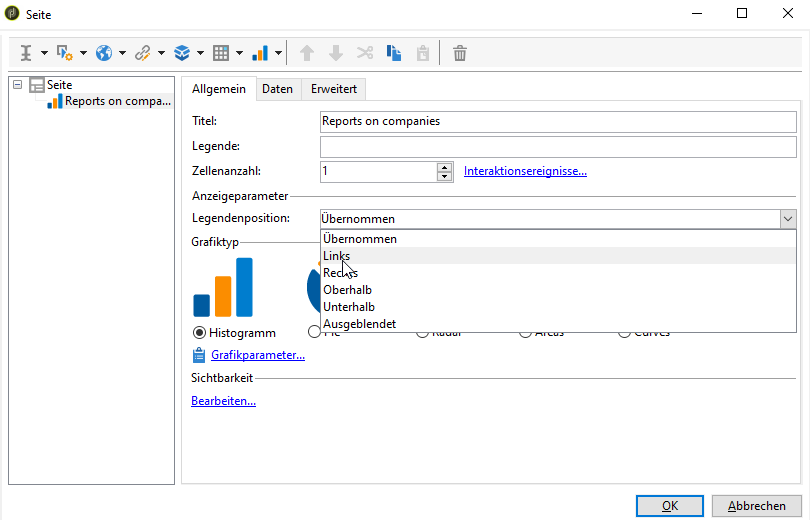 Seite
Seite
Reports on compa...
Allgemein Daten Erweitert
Titel: Reports on companies
Legende:
Zellenanzahl: 1 Interaktionsereignisse...
Anzeigeparameter
Legendenposition: Übernommen
Übernommen
Grafiktyp
Links
Rechts
Oberhalb
Unterhalb
Ausgeblendet
Histogramm Pie Radar Areas Curves
Grafikparameter...
Sichtbarkeit
Bearbeiten...
OK Abbrechen